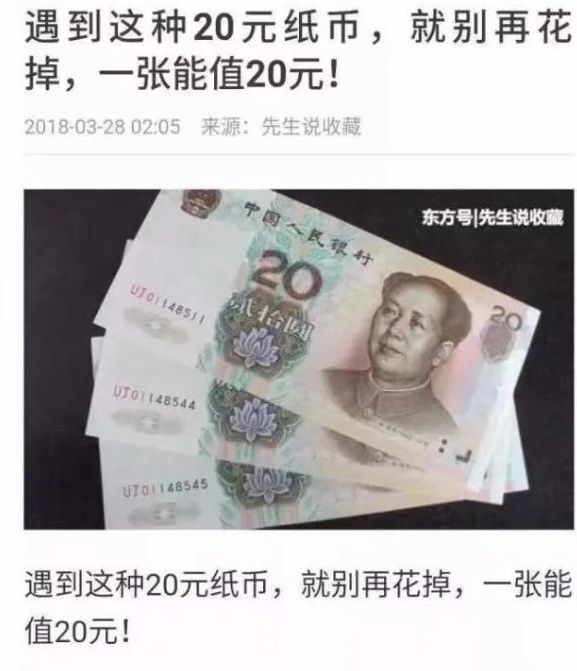 遇到这种20元纸币，就别再花
掉，一张能值20元！
2018-03-28 02:05 来源：先生说收藏
东方号|先生说收藏
中国人民银行
20
20
贰拾圆
UJ01148511
UJ01148544
UJ01148545
遇到这种20元纸币，就别再花掉，一张能
值20元！